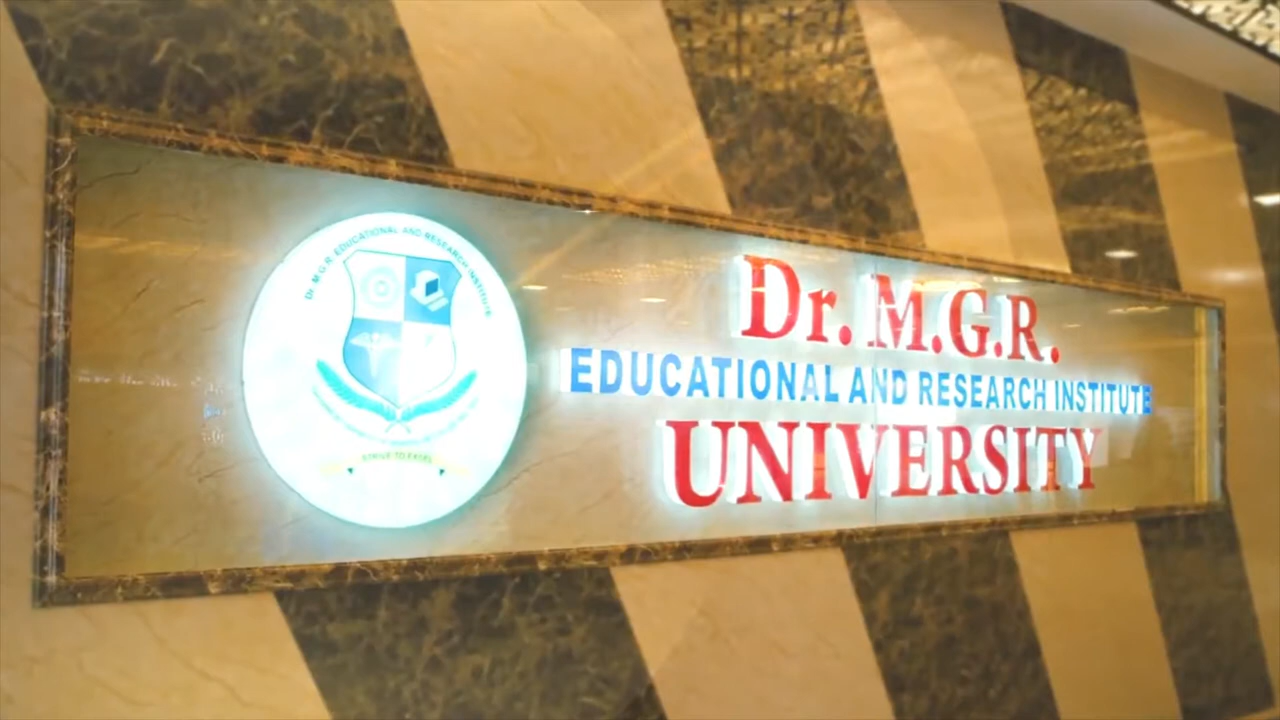 Dr. M.G.R. EDUCATIONAL AND RESEARCH INSTITUTE
STRIVE TO EXCEL
Dr. M.G.R.
EDUCATIONAL AND RESEARCH INSTITUTE
UNIVERSITY